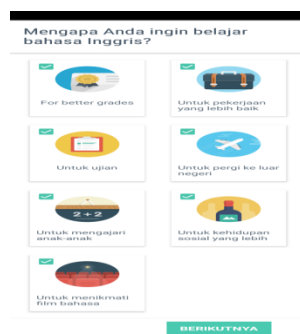 Mengapa Anda ingin belajar
bahasa Inggris?
For better grades
Untuk pekerjaan
yang lebih baik
Untuk ujian
Untuk pergi ke luar
negeri
2+2
Untuk mengajari
anak-anak
Untuk kehidupan
sosial yang lebih
Untuk menikmati
film bahasa
BERIKUTNYA